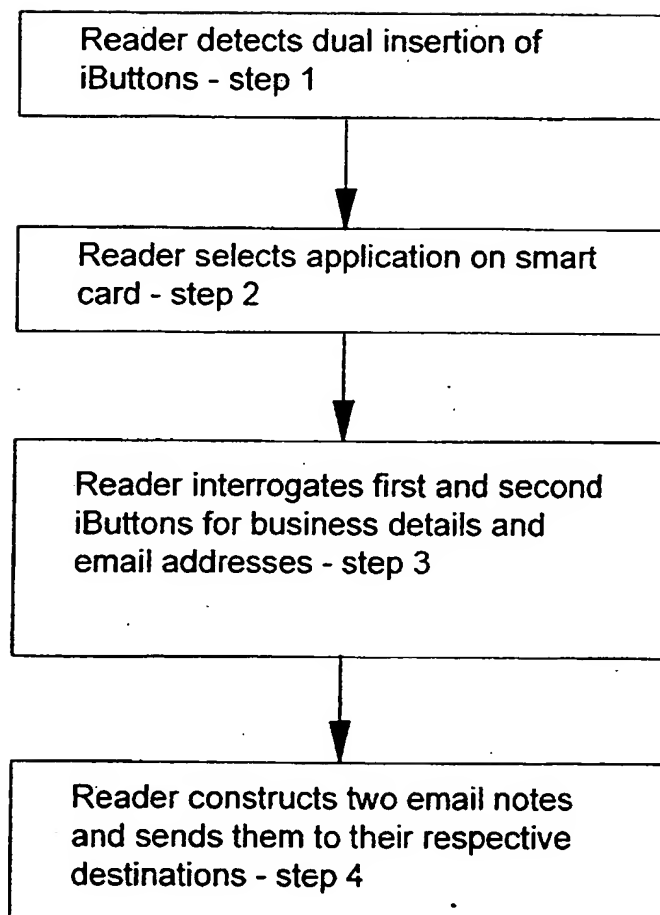 Reader detects dual insertion of
iButtons - step 1
Reader selects application on smart
card - step 2
Reader interrogates first and second
iButtons for business details and
email addresses - step 3
Reader constructs two email notes
and sends them to their respective
destinations - step 4